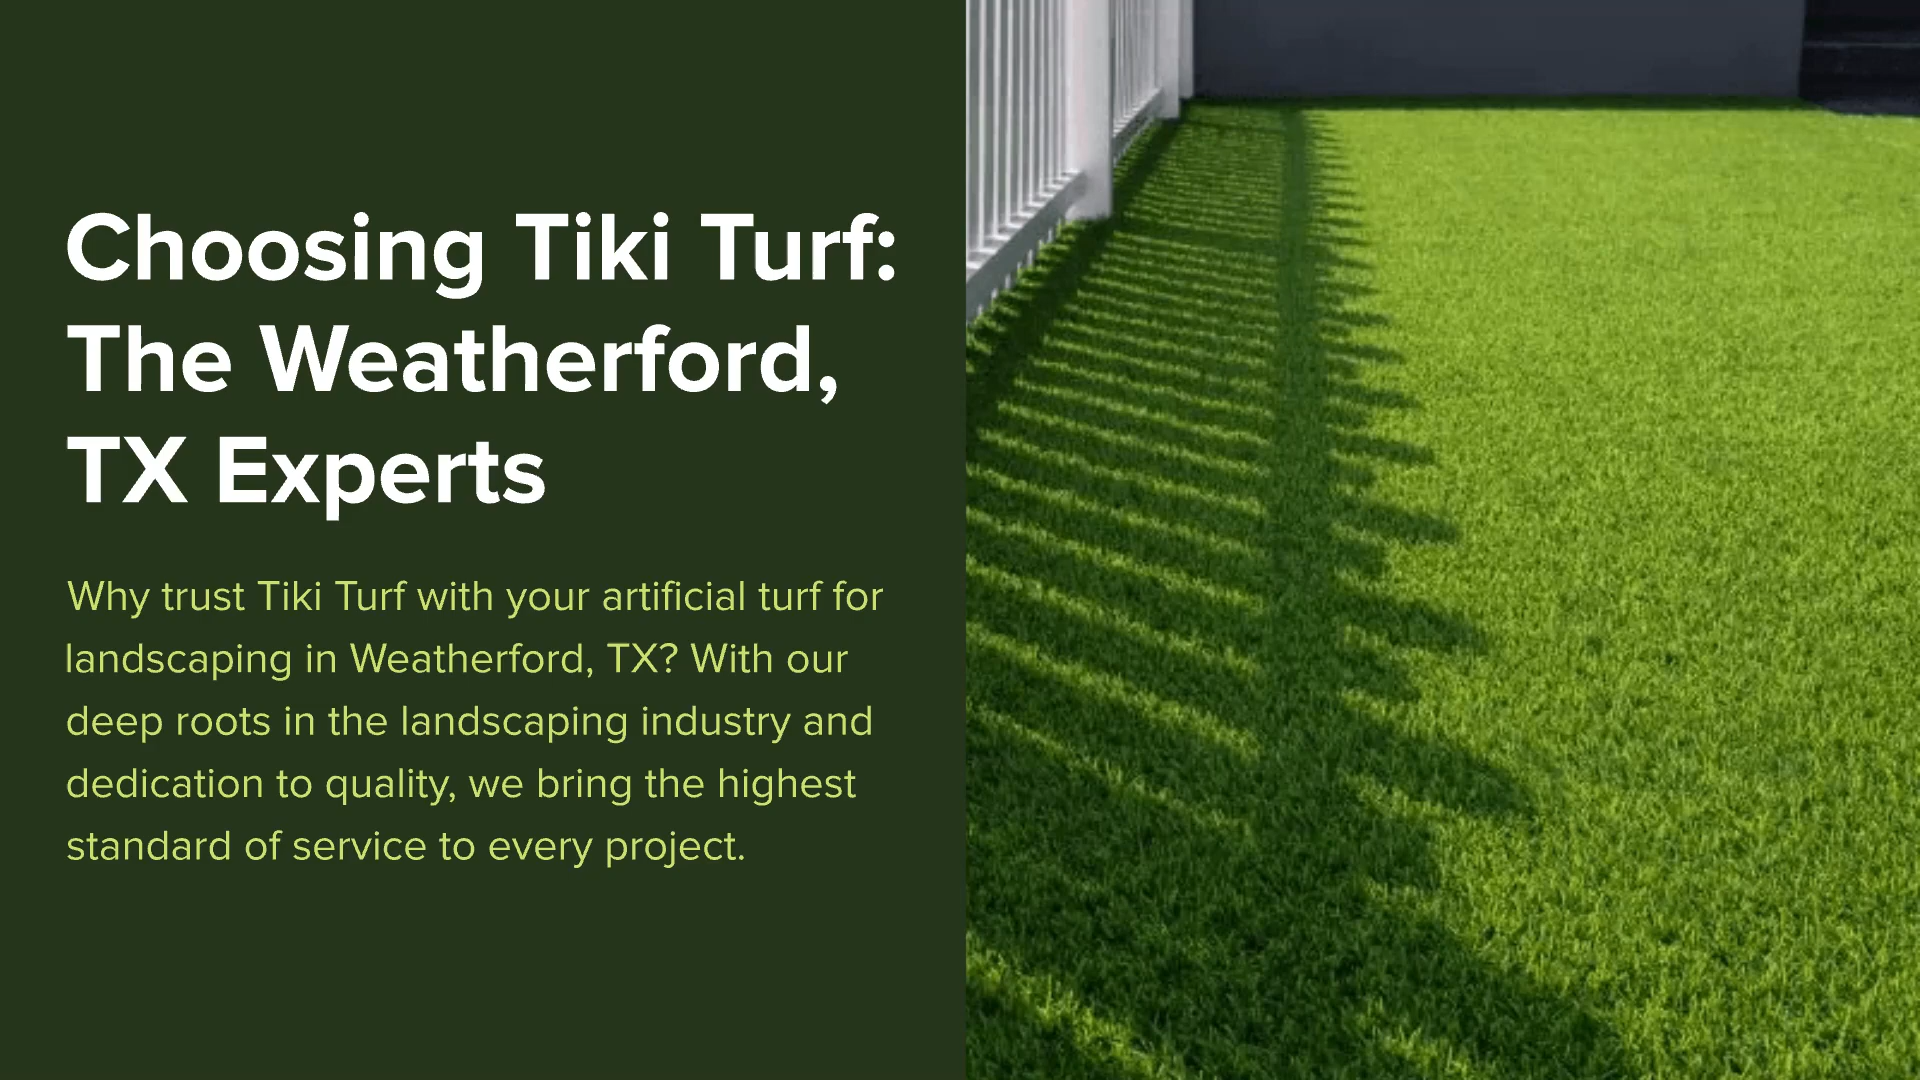 Choosing Tiki Turf:
The Weatherford,
TX Experts
Why trust Tiki Turf with your artificial turf for
landscaping in Weatherford, TX? With our
deep roots in the landscaping industry and
dedication to quality, we bring the highest
standard of service to every project.